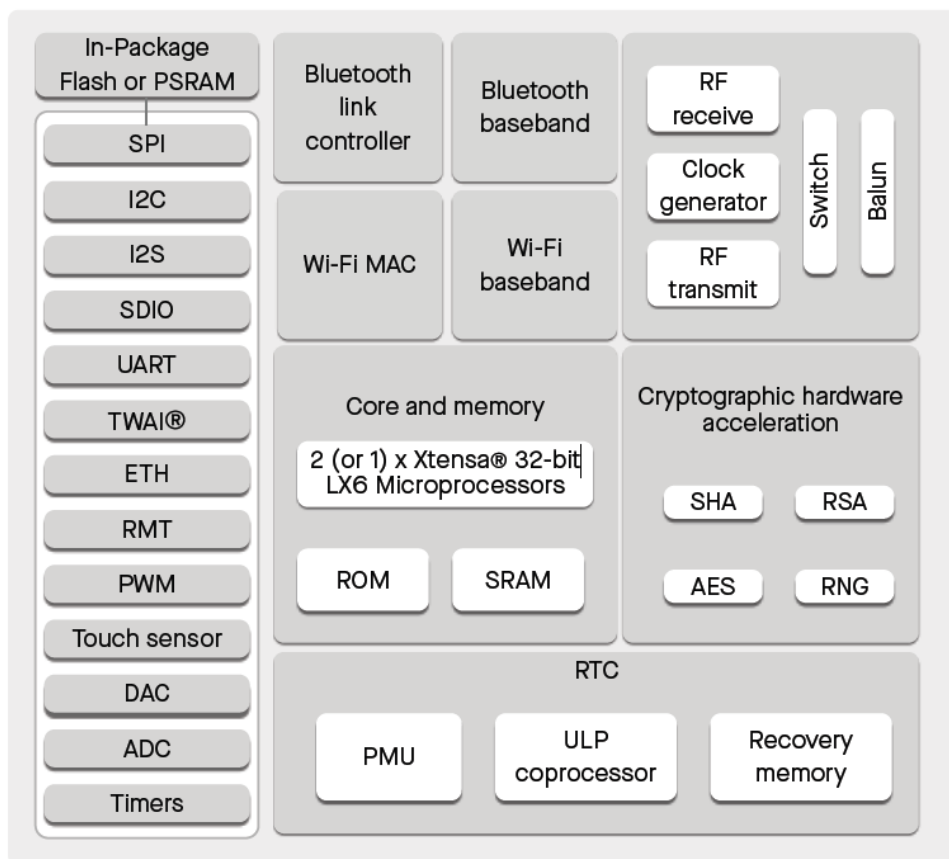 In-Package
Flash or PSRAM
SPI
I2C
I2S
SDIO
UART
TWAI®
ETH
RMT
PWM
Touch sensor
DAC
ADC
Timers
Bluetooth
link
controller
Bluetooth
baseband
Wi-Fi MAC
Wi-Fi
baseband
RF
receive
Clock
generator
RF
transmit
Switch
Balun
Core and memory
2 (or 1) x Xtensa® 32-bit
LX6 Microprocessors
ROM
SRAM
Cryptographic hardware
acceleration
SHA
RSA
AES
RNG
RTC
PMU
ULP
coprocessor
Recovery
memory